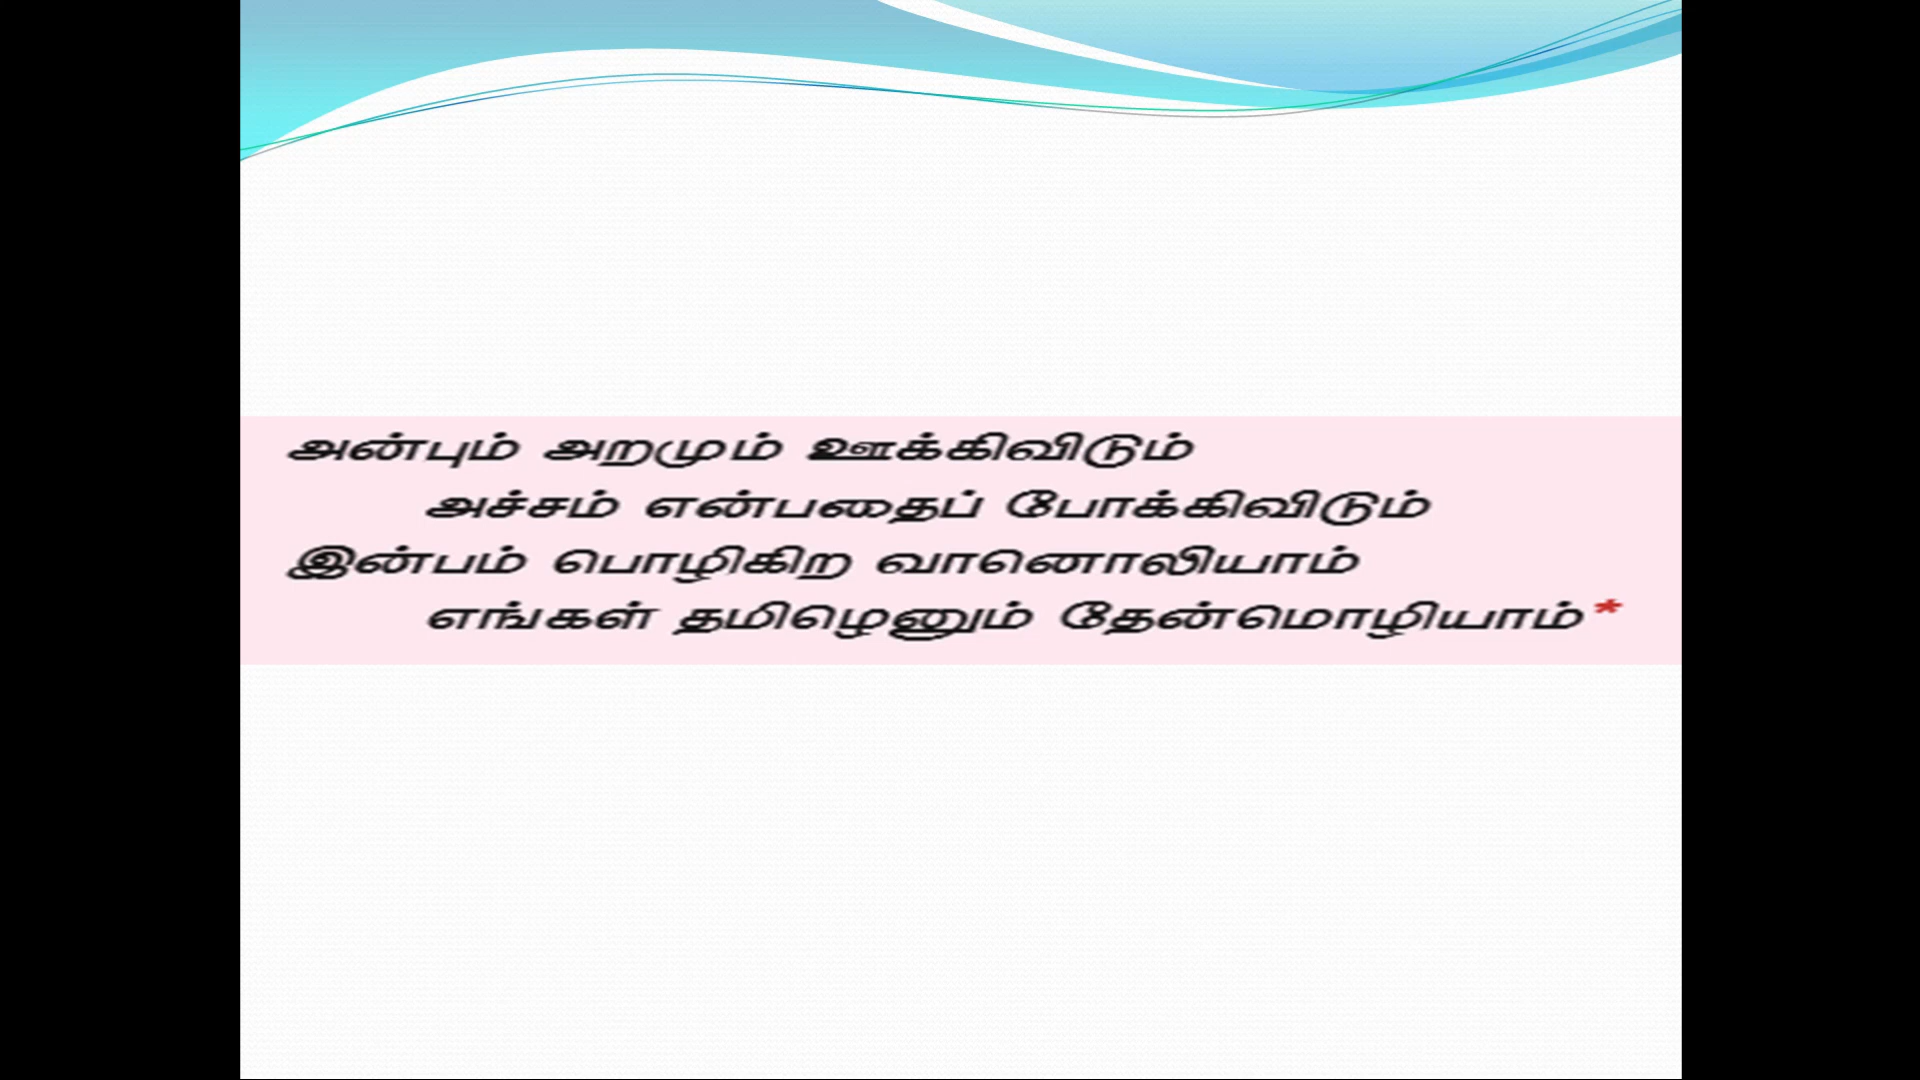 அன்பும் அறமும் ஊக்கிவிடும்
அச்சம் என்பதைப் போக்கிவிடும்
இன்பம் பொழிகிற வானொலியாம்
எங்கள் தமிழெனும் தேன்மொழியாம்*